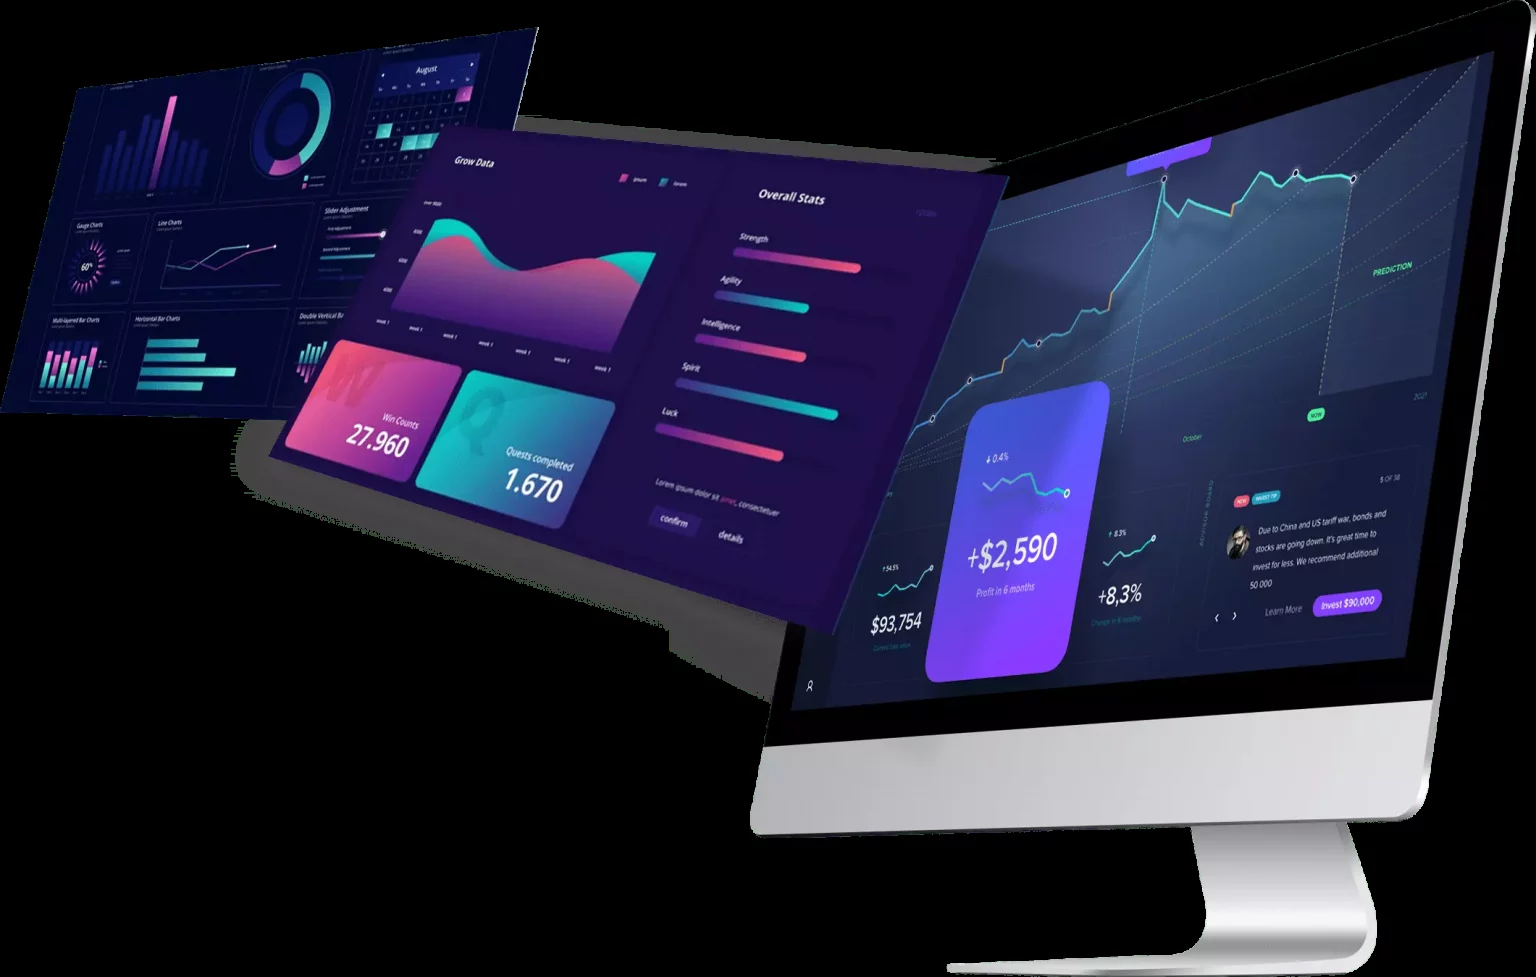 August
Gauge Charts
60%
Line Charts
Slider Adjustment
Multi-layered Bar Charts
Horizontal Bar Charts
Double Vertical Ba
Grow Data
week 1
week 1
week 1
week 1
week 1
week 1
week 1
W
Win Counts
27.960
Q
Quests completed
1.670
Overall Stats
Strength
Agility
Intelligence
Spirit
Luck
Lorem ipsum dolor sit amet, consectetuer
confirm
details
PREDICTION
2021
NOW
October
0.4%
+$2,590
Profit in 6 months
54.5%
$93,754
8.3%
+8,3%
Change in 6 months
5 OF 38
NEW
INVEST TIP
Due to China and US tariff war, bonds and
stocks are going down. It's great time to
invest for less. We recommend additional
50 000
Learn More
Invest $90,000